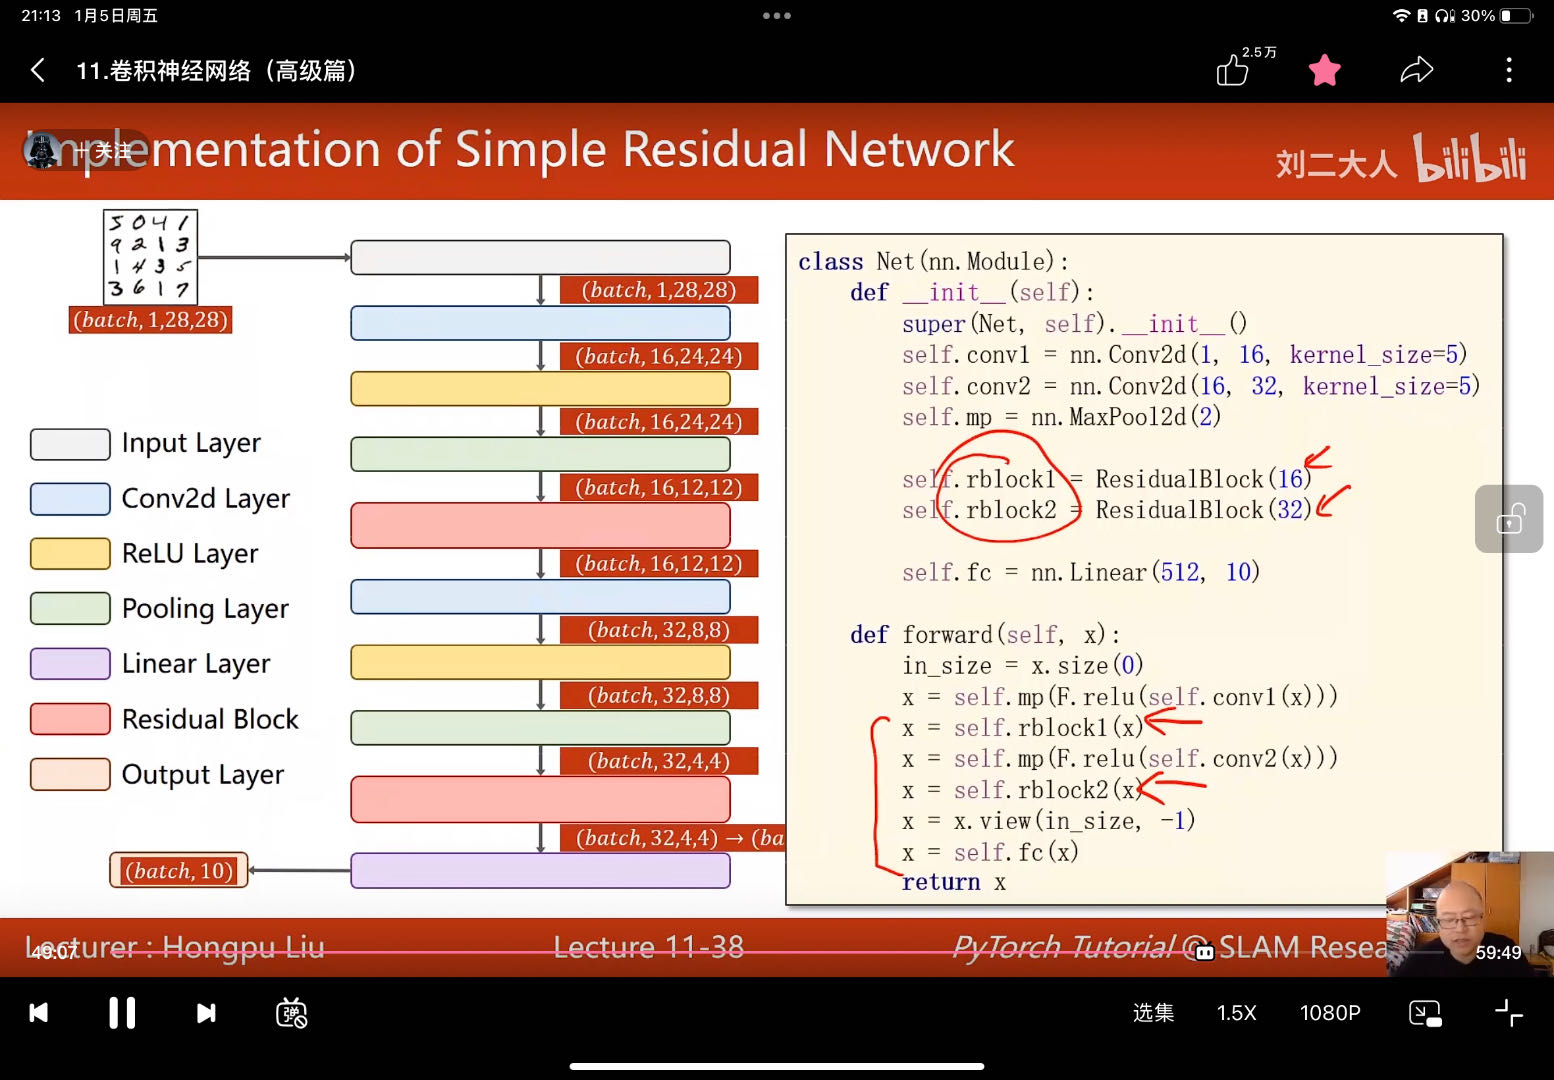 21:13 1月5日周五
30%
11.卷积神经网络（高级篇）
2.5万
+ 关注
Implementation of Simple Residual Network
刘二大人 bilibili
5 0 4 1
9 2 1 3
1 4 3 5
3 6 1 7
(batch, 1,28,28)
(batch, 1,28,28)
(batch, 16,24,24)
(batch, 16,24,24)
(batch, 16,12,12)
(batch, 16,12,12)
(batch, 32,8,8)
(batch, 32,8,8)
(batch, 32,4,4)
(batch, 32,4,4) → (ba
(batch, 10)
Input Layer
Conv2d Layer
ReLU Layer
Pooling Layer
Linear Layer
Residual Block
Output Layer
class Net(nn.Module):
def __init__(self):
super(Net, self).__init__()
self.conv1 = nn.Conv2d(1, 16, kernel_size=5)
self.conv2 = nn.Conv2d(16, 32, kernel_size=5)
self.mp = nn.MaxPool2d(2)
self.rblock1 = ResidualBlock(16)
self.rblock2 = ResidualBlock(32)
self.fc = nn.Linear(512, 10)
def forward(self, x):
in_size = x.size(0)
x = self.mp(F.relu(self.conv1(x)))
x = self.rblock1(x)
x = self.mp(F.relu(self.conv2(x)))
x = self.rblock2(x)
x = x.view(in_size, -1)
x = self.fc(x)
return x
Lecturer : Hongpu Liu
Lecture 11-38
PyTorch Tutorial @ SLAM Resea
49:07
59:49
弹
选集
1.5X
1080P